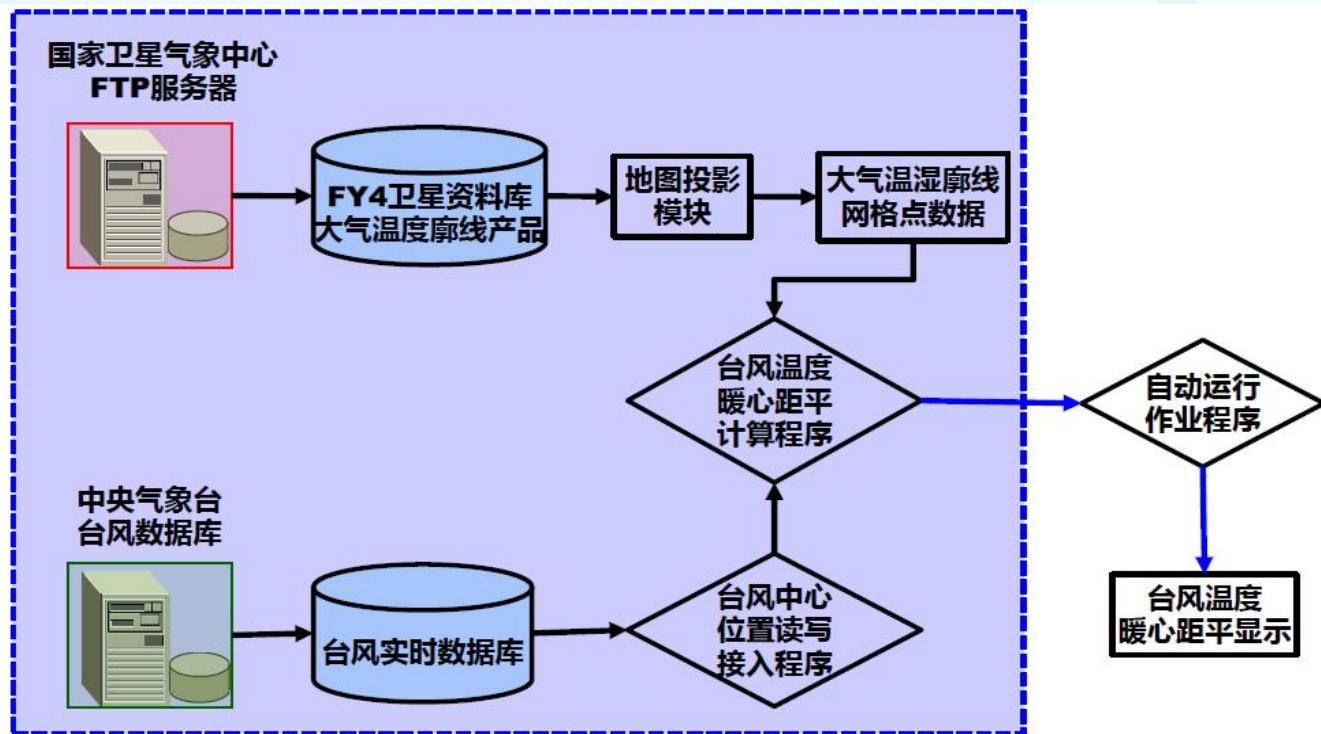 国家卫星气象中心
FTP服务器
FY4卫星资料库
大气温度廓线产品
地图投影
模块
大气温湿廓线
网格点数据
台风温度
暖心距平
计算程序
自动运行
作业程序
中央气象台
台风数据库
台风实时数据库
台风中心
位置读写
接入程序
台风温度
暖心距平显示